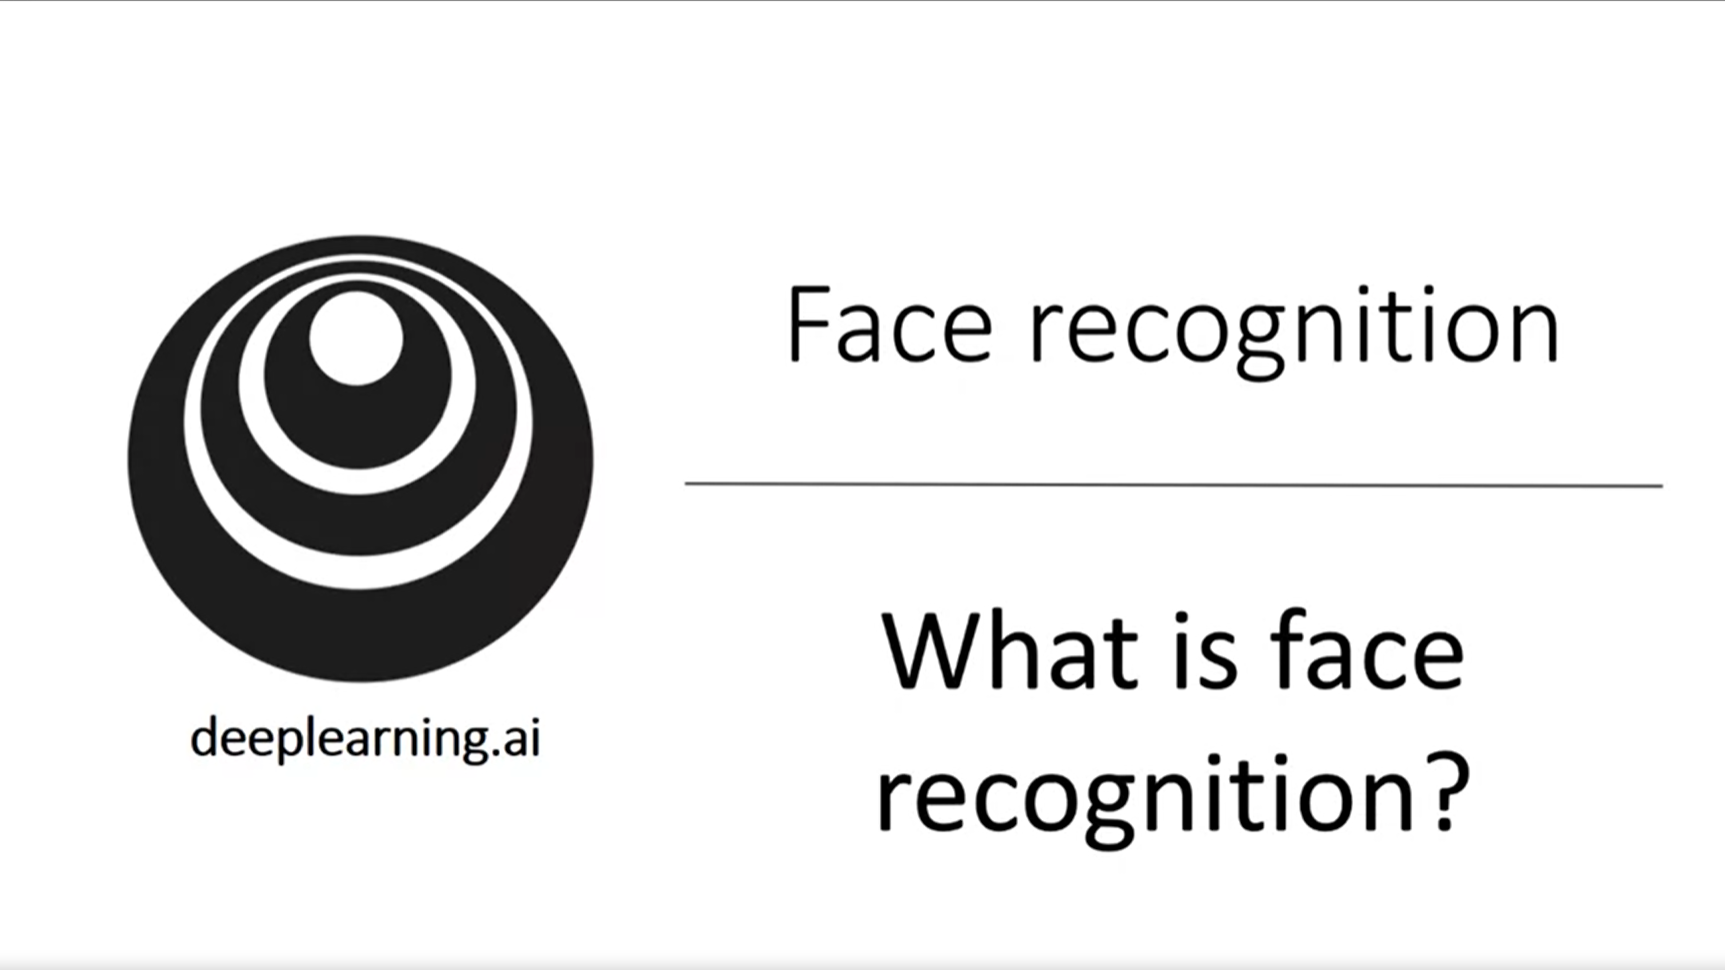 Face recognition
What is face
recognition?
deeplearning.ai